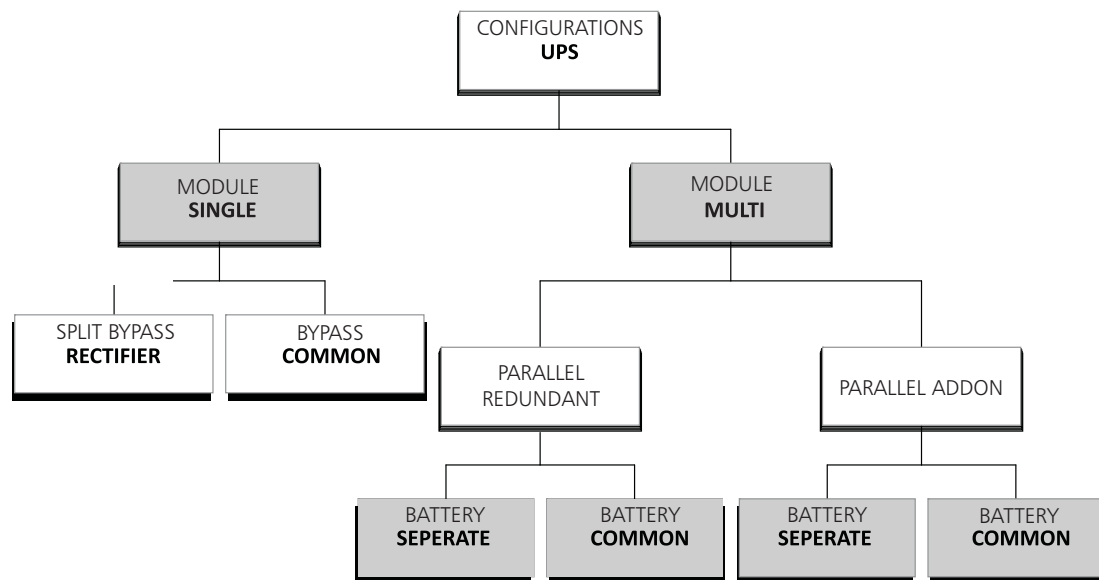 CONFIGURATIONS
UPS
MODULE
SINGLE
MODULE
MULTI
SPLIT BYPASS
RECTIFIER
BYPASS
COMMON
PARALLEL
REDUNDANT
PARALLEL ADDON
BATTERY
SEPERATE
BATTERY
COMMON
BATTERY
SEPERATE
BATTERY
COMMON